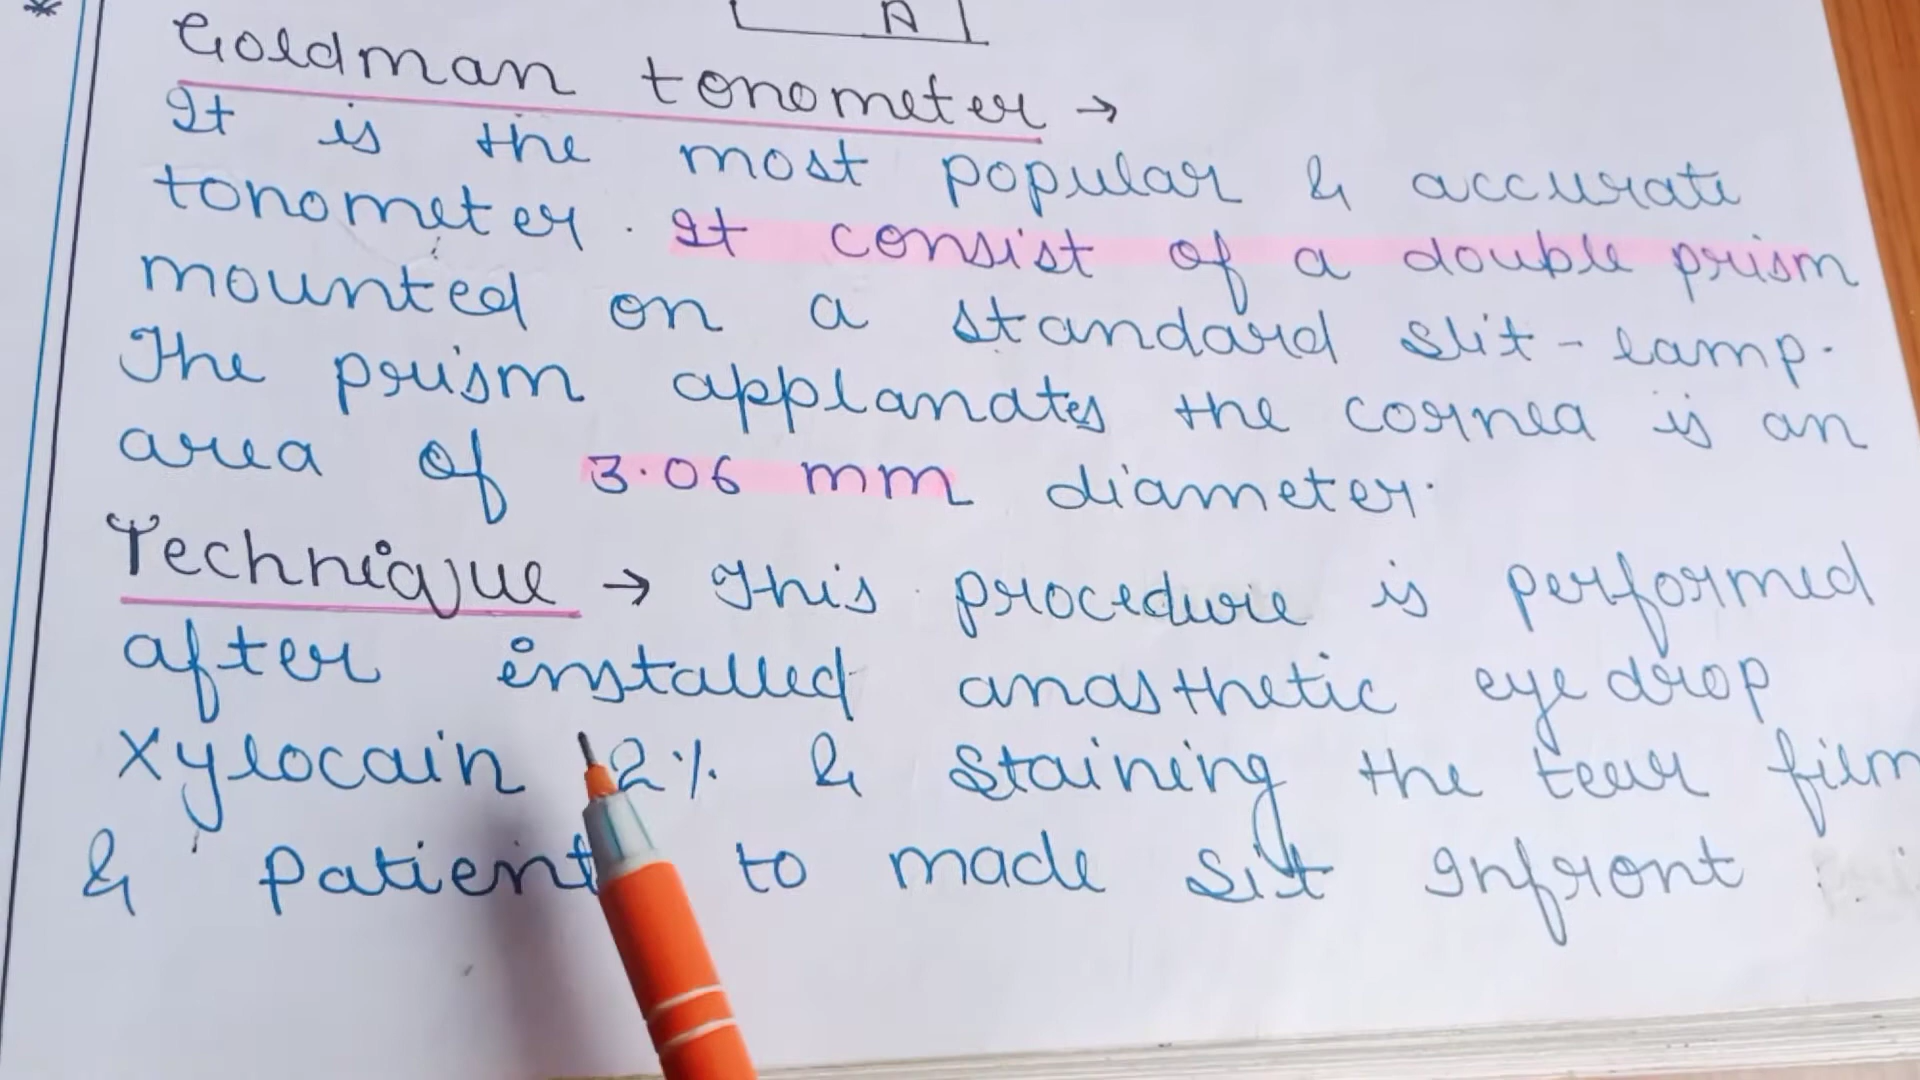 A
Goldman tonometer →
It is the most popular & accurate
tonometer. It consist of a double prism
mounted on a standard slit-lamp.
The prism applandtes the cornea is an
area of 3.06 mm diameter.
Technique → This procedure is performed
after installed anasthetic eye drop
Xylocain 2% & staining the tear film
& patient to made sit Infront